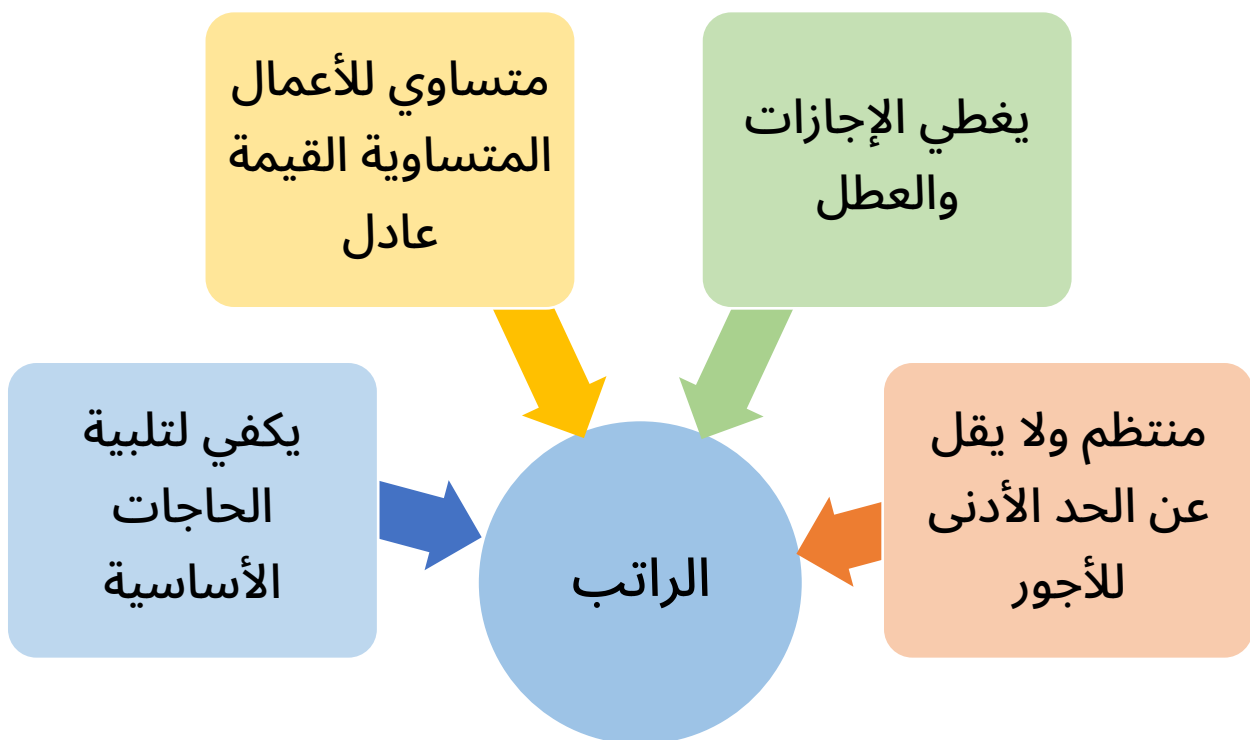 يغطي الإجازات
والعطل
متساوي للأعمال
المتساوية القيمة
عادل
منتظم ولا يقل
عن الحد الأدنى
للأجور
يكفي لتلبية
الحاجات
الأساسية
الراتب